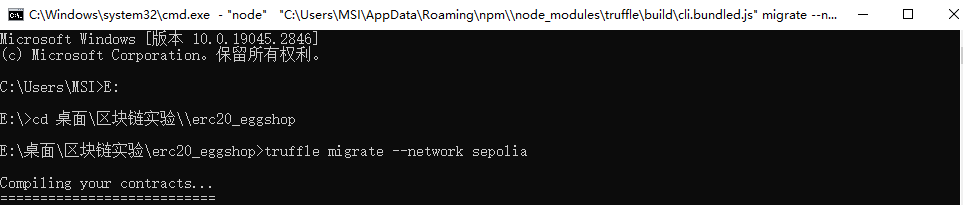 C:\Windows\system32\cmd.exe - "node" "C:\Users\MSI\AppData\Roaming\npm\\node_modules\truffle\build\cli.bundled.js" migrate --n...
Microsoft Windows [版本 10.0.19045.2846]
(c) Microsoft Corporation。保留所有权利。
C:\Users\MSI>E:
E:\>cd 桌面\区块链实验\\erc20_eggshop
E:\桌面\区块链实验\erc20_eggshop>truffle migrate --network sepolia
Compiling your contracts...
===========================